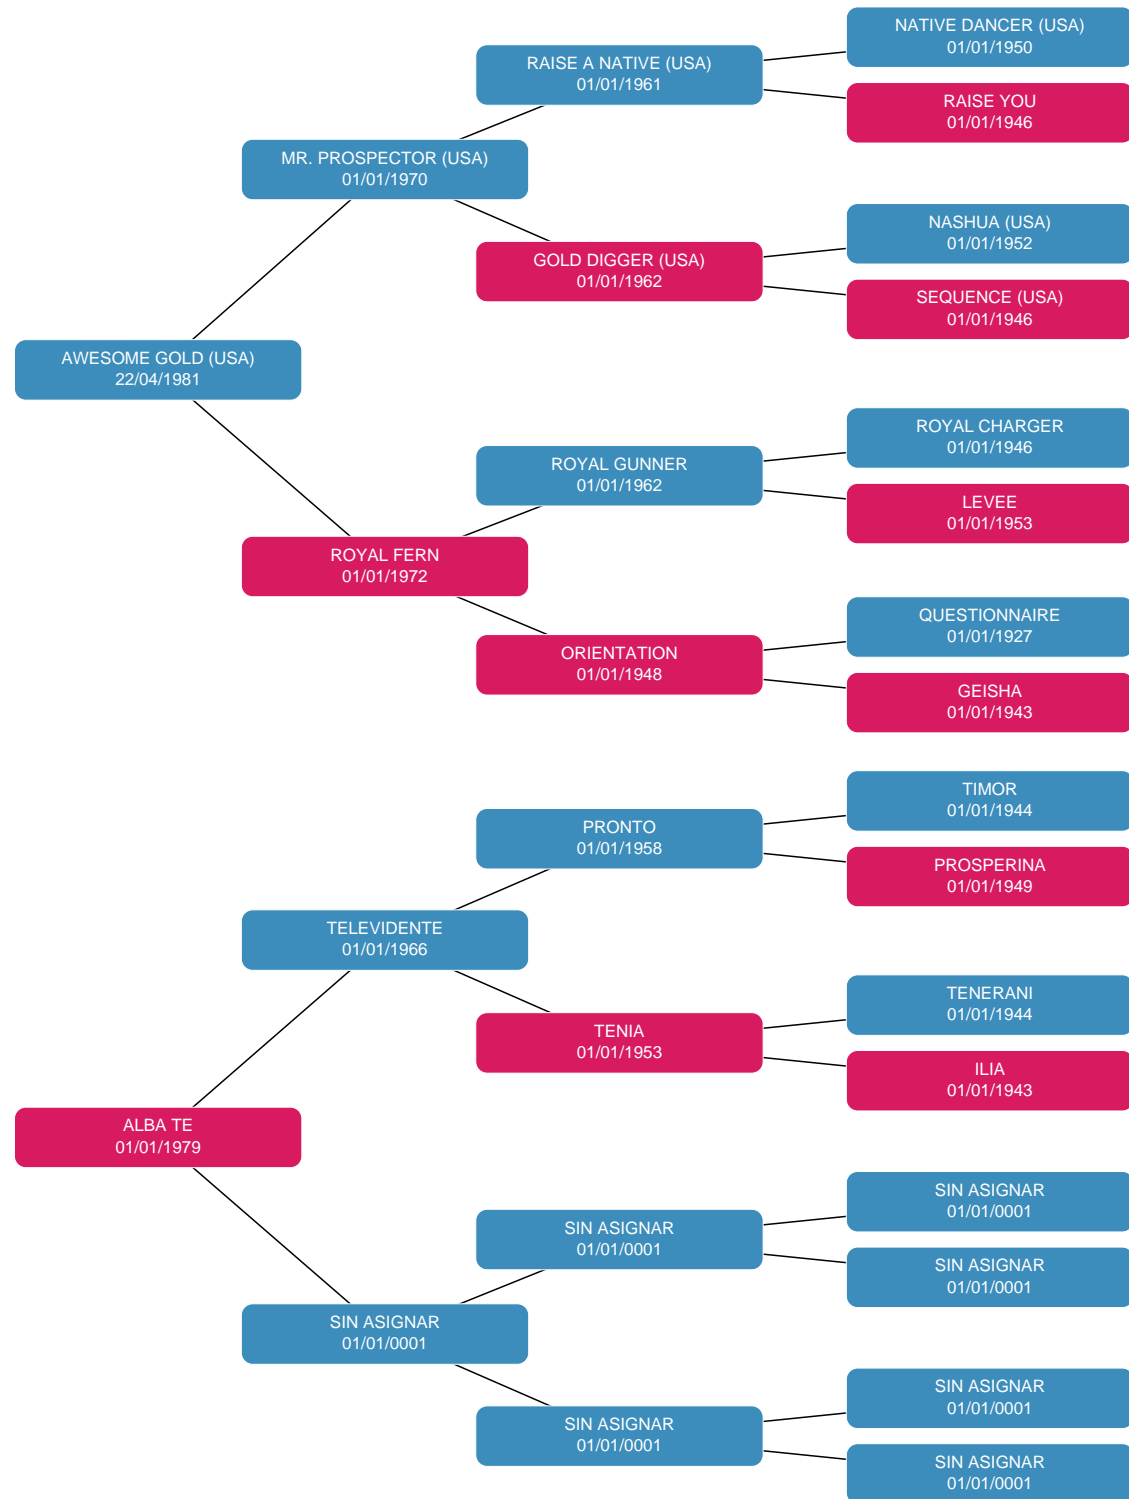 NATIVE DANCER (USA)
01/01/1950
RAISE A NATIVE (USA)
01/01/1961
RAISE YOU
01/01/1946
MR. PROSPECTOR (USA)
01/01/1970
NASHUA (USA)
01/01/1952
GOLD DIGGER (USA)
01/01/1962
SEQUENCE (USA)
01/01/1946
AWESOME GOLD (USA)
22/04/1981
ROYAL CHARGER
01/01/1946
ROYAL GUNNER
01/01/1962
LEVEE
01/01/1953
ROYAL FERN
01/01/1972
QUESTIONNAIRE
01/01/1927
ORIENTATION
01/01/1948
GEISHA
01/01/1943
TIMOR
01/01/1944
PRONTO
01/01/1958
PROSPERINA
01/01/1949
TELEVIDENTE
01/01/1966
TENERANI
01/01/1944
TENIA
01/01/1953
ILIA
01/01/1943
ALBA TE
01/01/1979
SIN ASIGNAR
01/01/0001
SIN ASIGNAR
01/01/0001
SIN ASIGNAR
01/01/0001
SIN ASIGNAR
01/01/0001
SIN ASIGNAR
01/01/0001
SIN ASIGNAR
01/01/0001
SIN ASIGNAR
01/01/0001